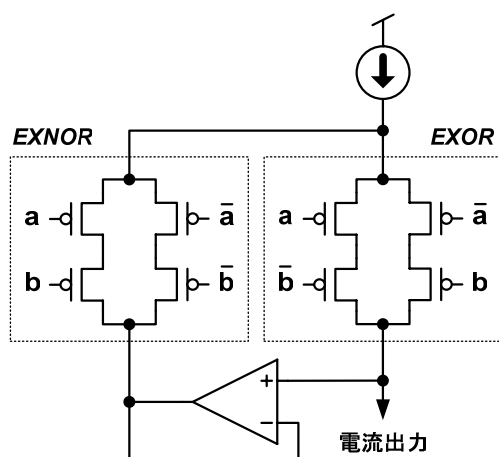 EXNOR EXOR
a a̅ a a̅
b b̅ b̅ b
+
−
電流出力